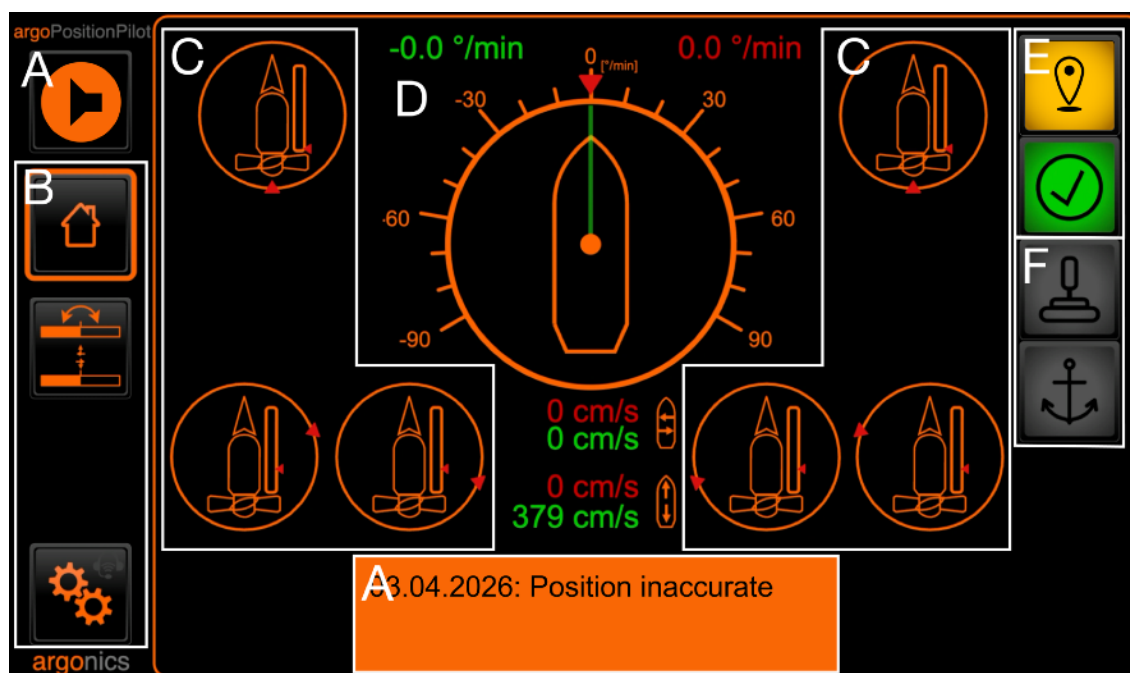 argoPositionPilot
A
B
C
-0.0 °/min
0.0 °/min
C
D
0
[°/min]
-30
30
-60
60
-90
90
E
F
0 cm/s
0 cm/s
0 cm/s
379 cm/s
A
03.04.2026: Position inaccurate
argonics